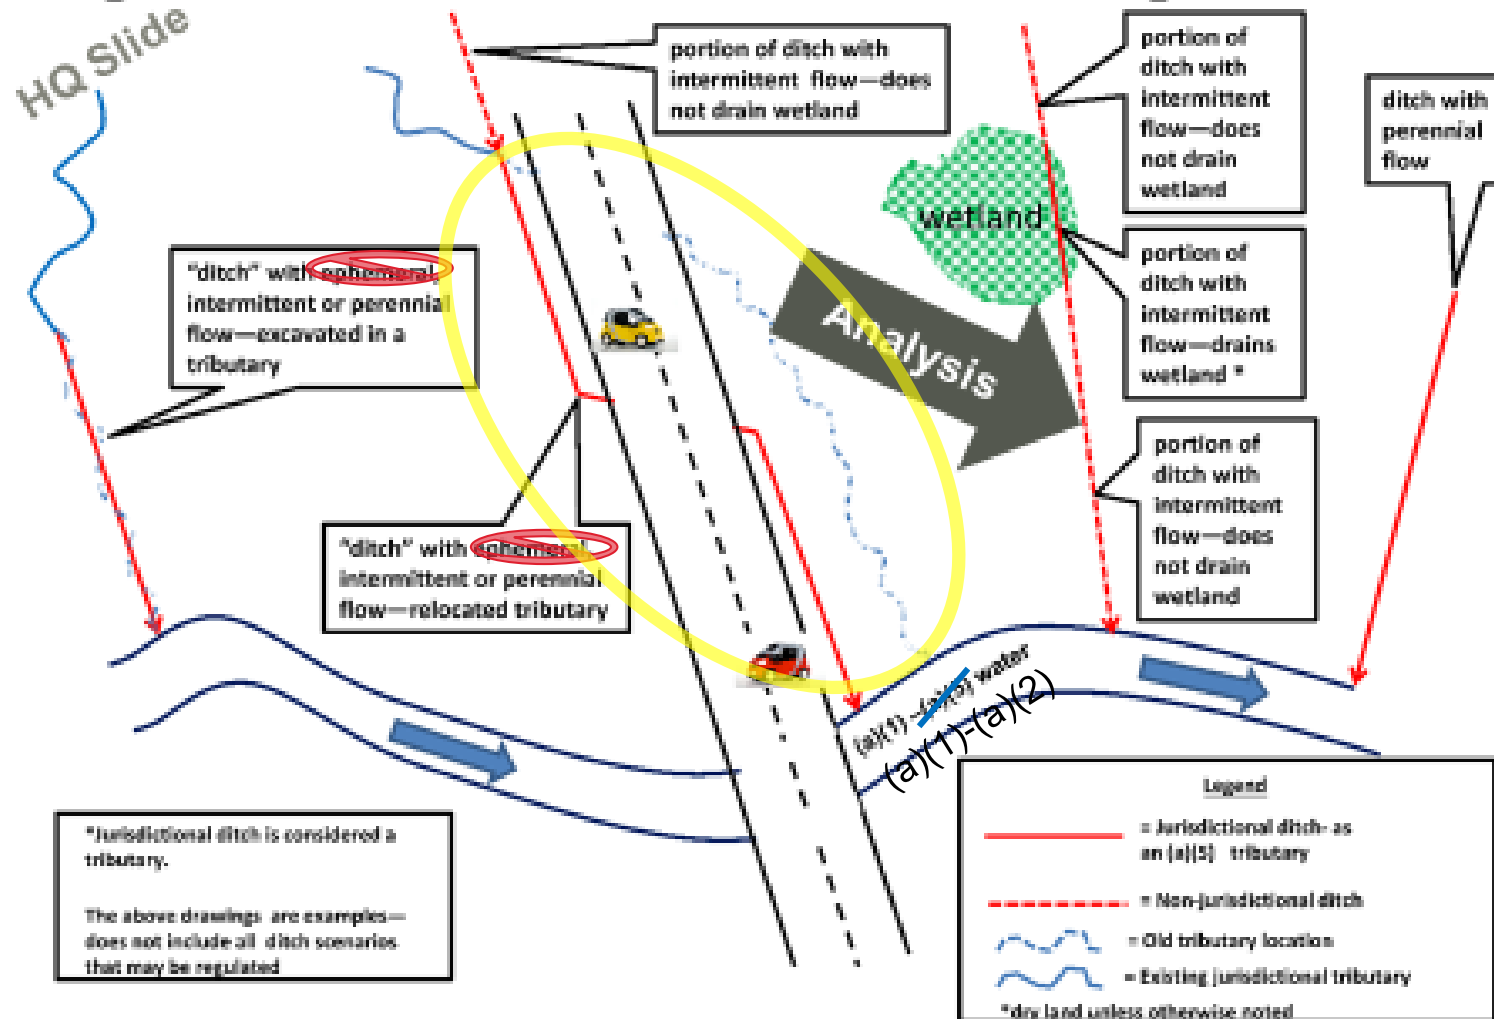 HQ Slide
portion of ditch with
intermittent flow—does
not drain wetland
portion of
ditch with
intermittent
flow—does
not drain
wetland
ditch with
perennial
flow
wetland
"ditch" with ephemeral,
intermittent or perennial
flow—excavated in a
tributary
portion of
ditch with
intermittent
flow—drains
wetland *
Analysis
portion of
ditch with
intermittent
flow—does
not drain
wetland
"ditch" with ephemeral,
intermittent or perennial
flow—relocated tributary
(a)(1) water
(a)(1)-(a)(2)
*Jurisdictional ditch is considered a
tributary.
The above drawings are examples—
does not include all ditch scenarios
that may be regulated
Legend
= Jurisdictional ditch- as
an (a)(5) tributary
= Non-jurisdictional ditch
= Old tributary location
= Existing jurisdictional tributary
*dry land unless otherwise noted